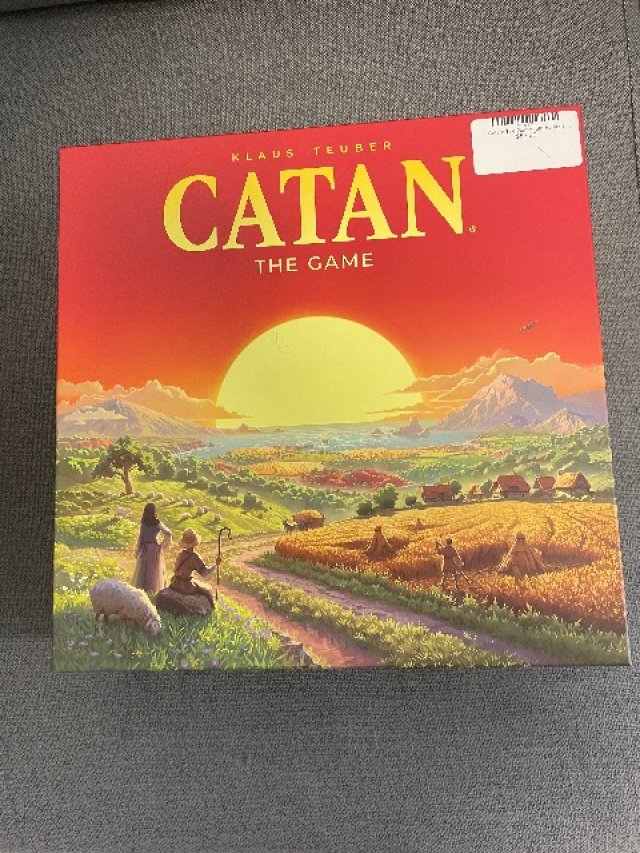 KLAUS TEUBER
CATAN®
THE GAME